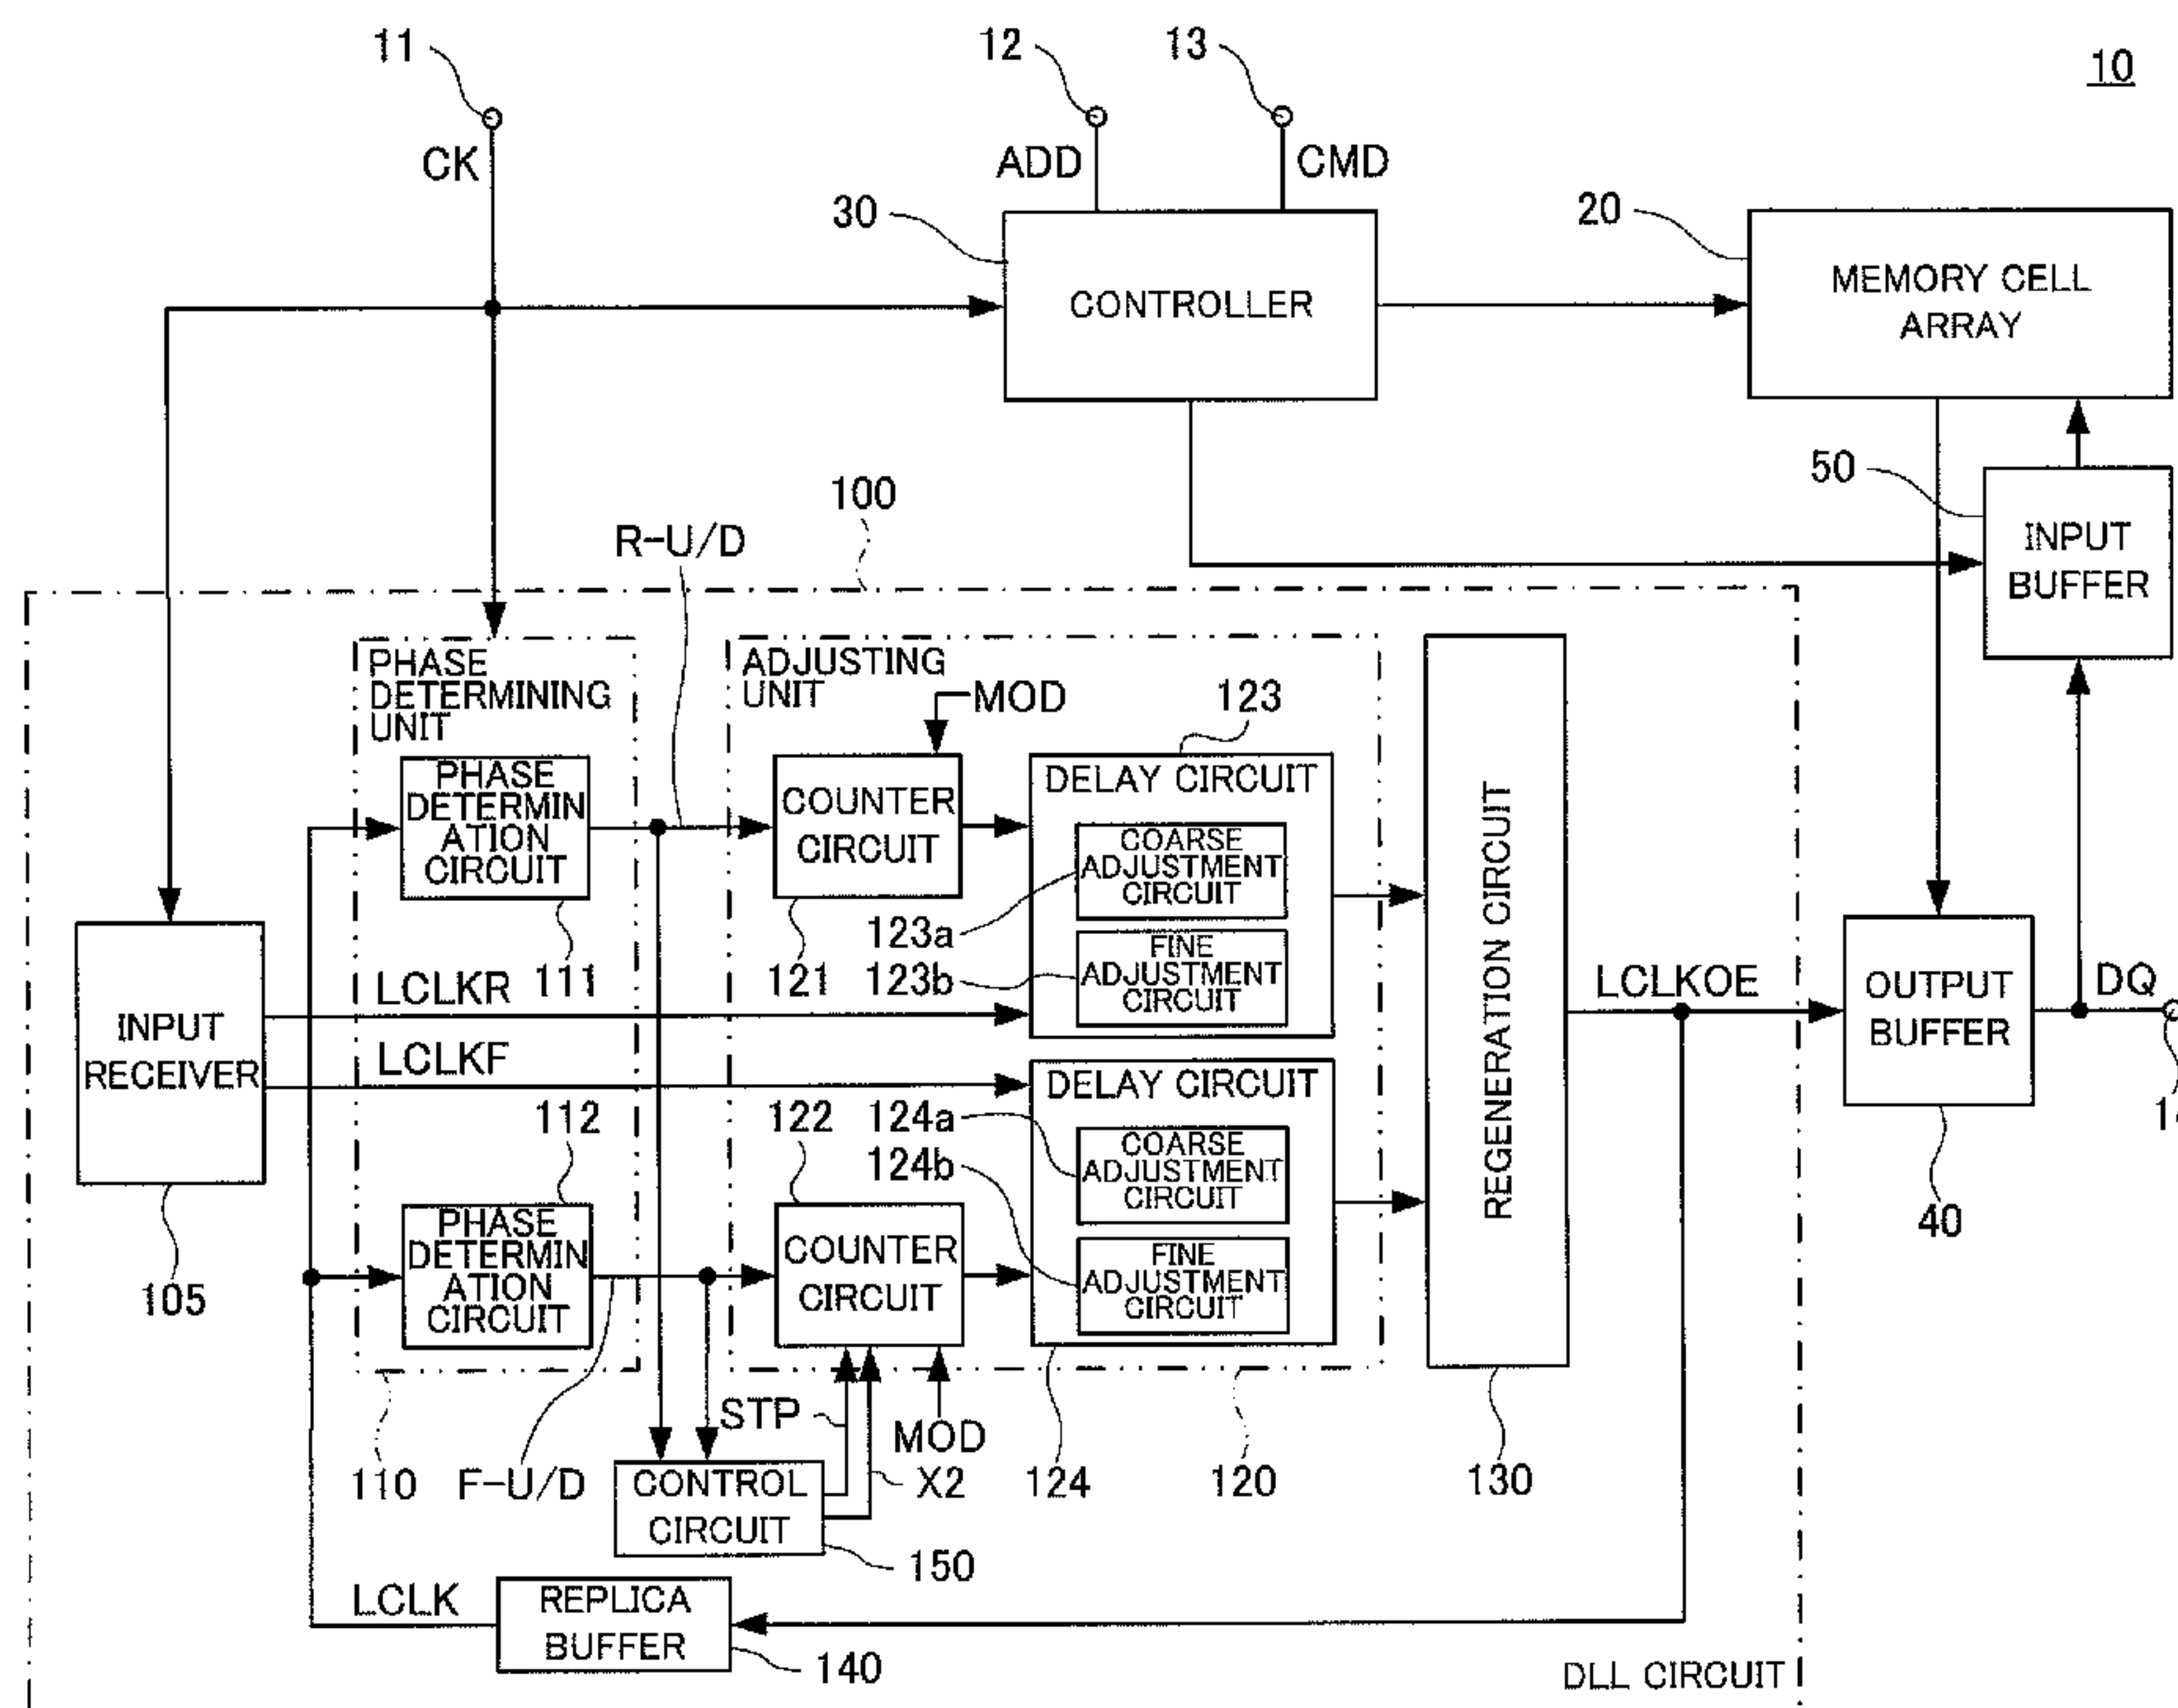 11
12
13
10
CK
ADD
CMD
30
20
CONTROLLER
MEMORY CELL
ARRAY
50
100
R-U/D
INPUT
BUFFER
PHASE
DETERMINING
UNIT
ADJUSTING
UNIT
MOD
123
PHASE
DETERMIN
ATION
CIRCUIT
COUNTER
CIRCUIT
DELAY CIRCUIT
COARSE
ADJUSTMENT
CIRCUIT
123a
FINE
ADJUSTMENT
CIRCUIT
123b
111
121
REGENERATION CIRCUIT
LCLKR
LCLKF
INPUT
RECEIVER
LCLKOE
OUTPUT
BUFFER
DQ
DELAY CIRCUIT
112
122
124a
124b
COARSE
ADJUSTMENT
CIRCUIT
PHASE
DETERMIN
ATION
CIRCUIT
COUNTER
CIRCUIT
FINE
ADJUSTMENT
CIRCUIT
105
40
STP
MOD
X2
110
F-U/D
CONTROL
CIRCUIT
124
120
130
150
LCLK
REPLICA
BUFFER
140
DLL CIRCUIT